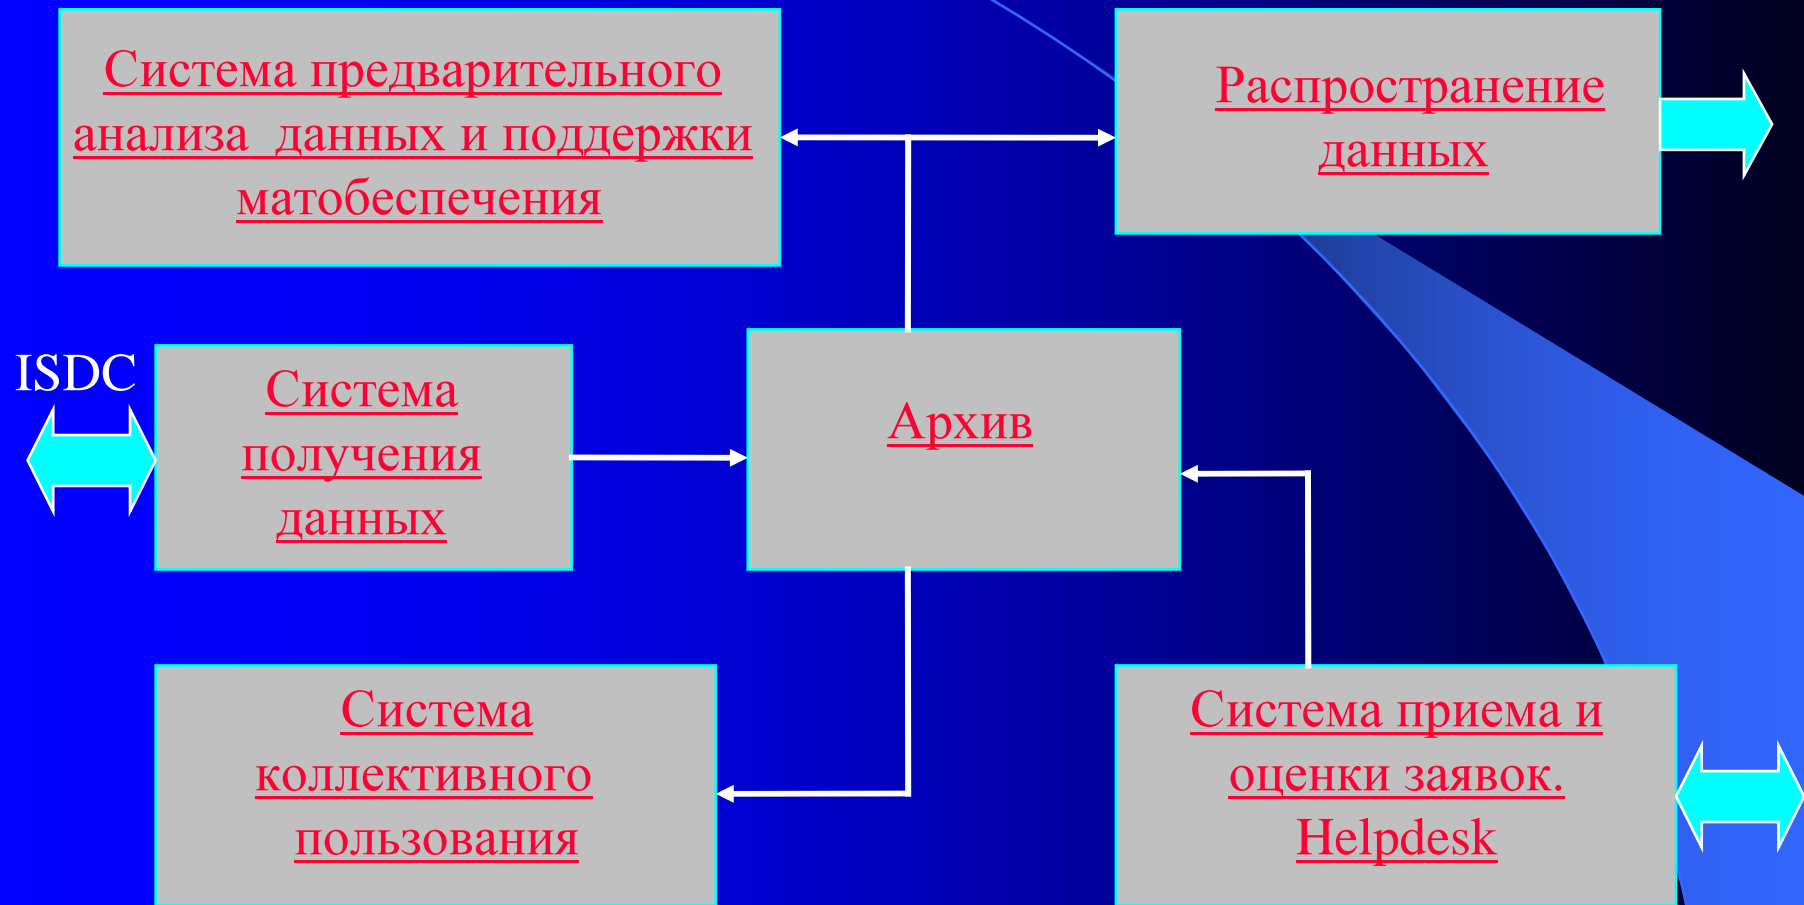 Система предварительного
анализа данных и поддержки
матобеспечения
Распространение
данных
ISDC
Система
получения
данных
Архив
Система
коллективного
пользования
Система приема и
оценки заявок.
Helpdesk